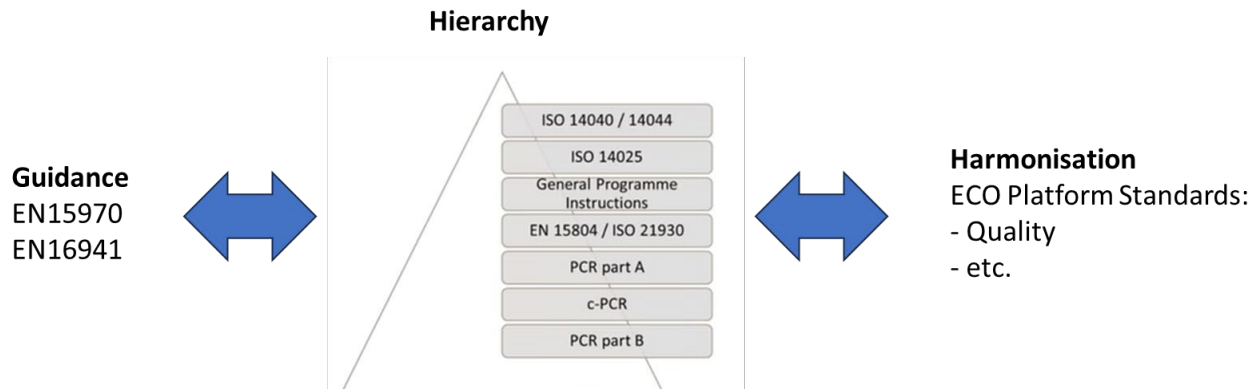 Hierarchy
Guidance
EN15970
EN16941
ISO 14040 / 14044
ISO 14025
General Programme
Instructions
EN 15804 / ISO 21930
PCR part A
c-PCR
PCR part B
Harmonisation
ECO Platform Standards:
- Quality
- etc.